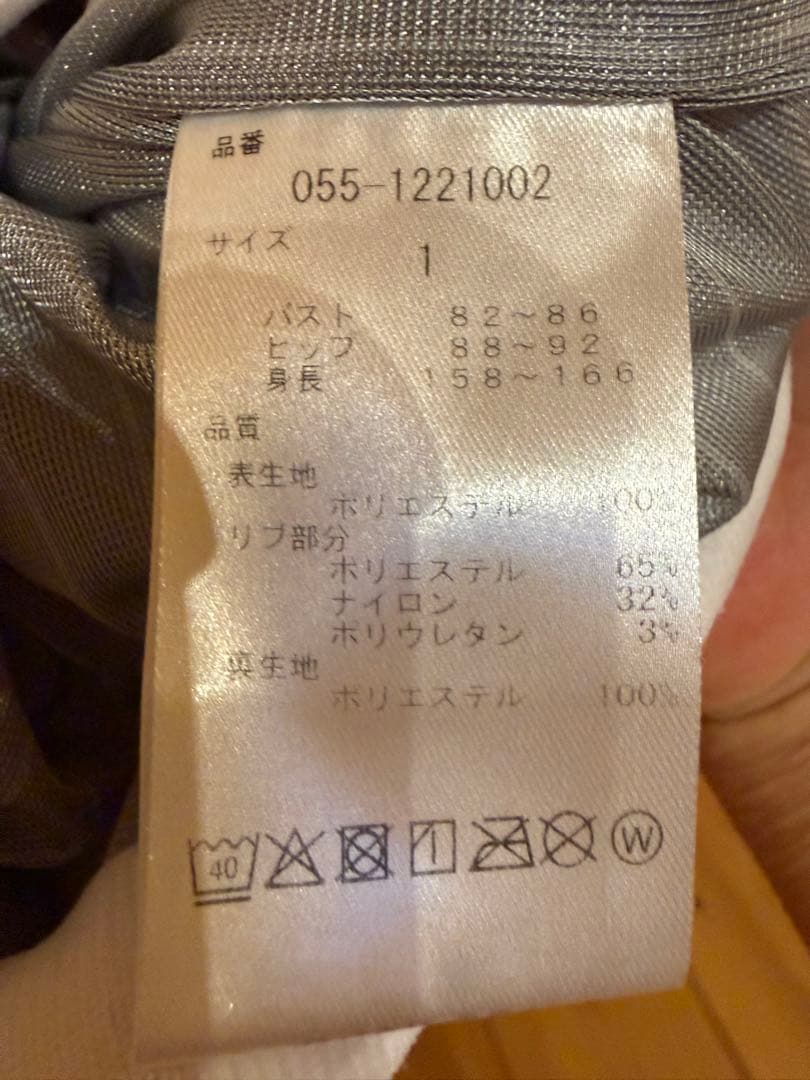 品番
055-1221002
サイズ
1
バスト 82～86
ヒップ 88～92
身長 158～166
品質
表生地
ポリエステル 100%
リブ部分
ポリエステル 65%
ナイロン 32%
ポリウレタン 3%
裏生地
ポリエステル 100%
40 W